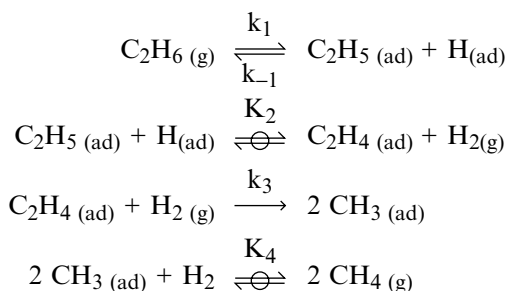 k₁
C₂H₆ (g) ⇌ C₂H₅ (ad) + H(ad)
k₋₁
K₂
C₂H₅ (ad) + H(ad) ⇌ C₂H₄ (ad) + H₂(g)
k₃
C₂H₄ (ad) + H₂ (g) → 2 CH₃ (ad)
K₄
2 CH₃ (ad) + H₂ ⇌ 2 CH₄ (g)